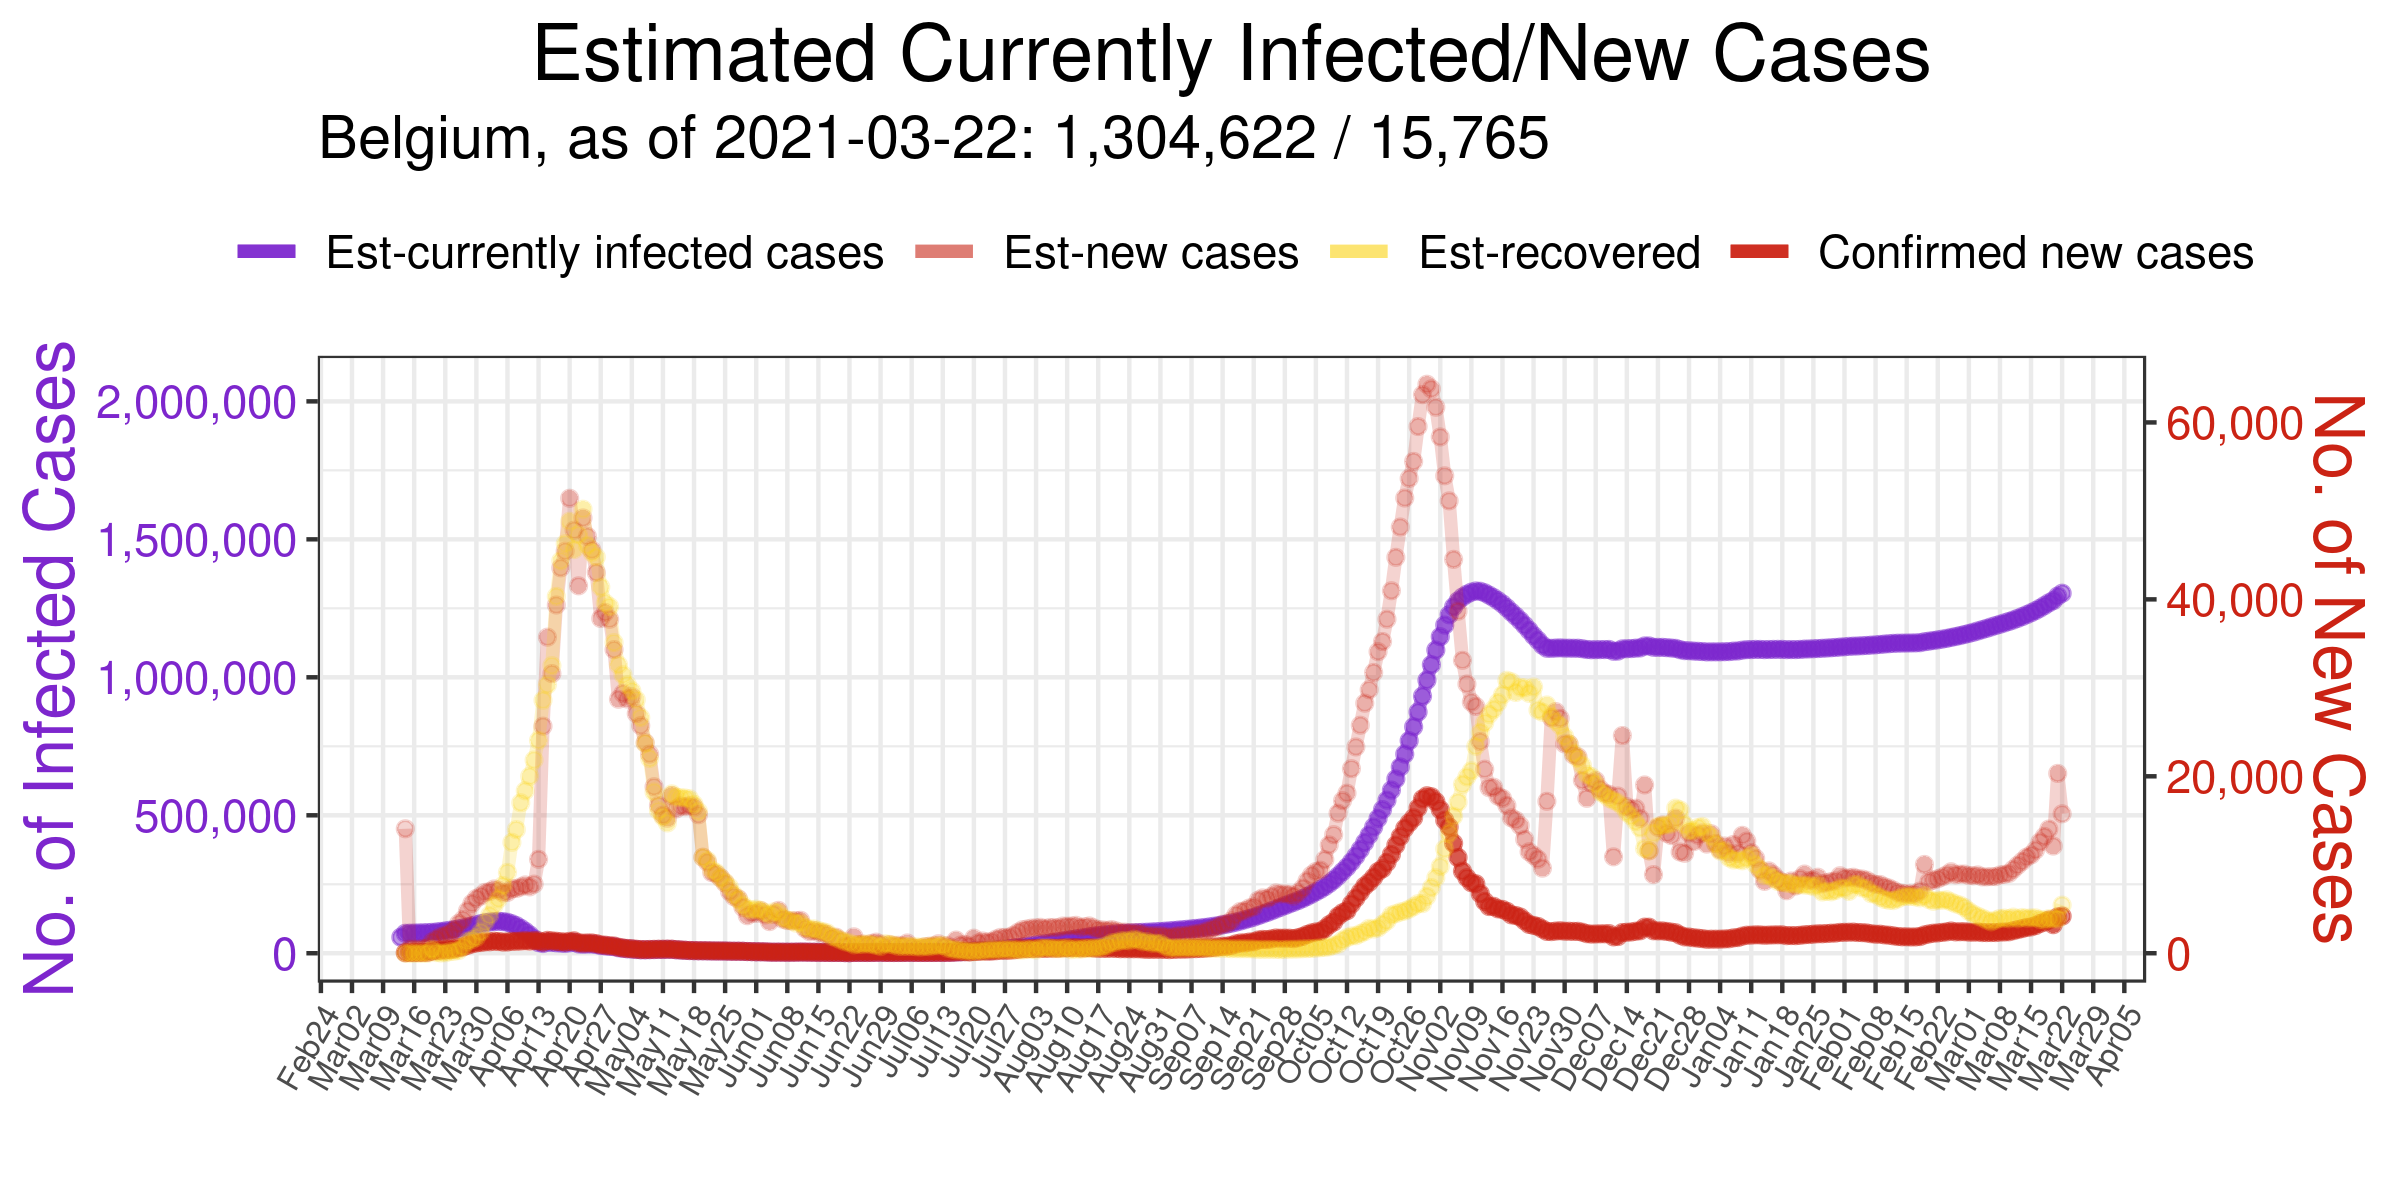 Estimated Currently Infected/New Cases
Belgium, as of 2021-03-22: 1,304,622 / 15,765
Est-currently infected cases Est-new cases Est-recovered Confirmed new cases
No. of Infected Cases
2,000,000
1,500,000
1,000,000
500,000
0
60,000
40,000
20,000
0
No. of New Cases
Feb24 Mar02 Mar09 Mar16 Mar23 Mar30 Apr06 Apr13 Apr20 Apr27 May04 May11 May18 May25 Jun01 Jun08 Jun15 Jun22 Jun29 Jul06 Jul13 Jul20 Jul27 Aug03 Aug10 Aug17 Aug24 Aug31 Sep07 Sep14 Sep21 Sep28 Oct05 Oct12 Oct19 Oct26 Nov02 Nov09 Nov16 Nov23 Nov30 Dec07 Dec14 Dec21 Dec28 Jan04 Jan11 Jan18 Jan25 Feb01 Feb08 Feb15 Feb22 Mar01 Mar08 Mar15 Mar22 Mar29 Apr05